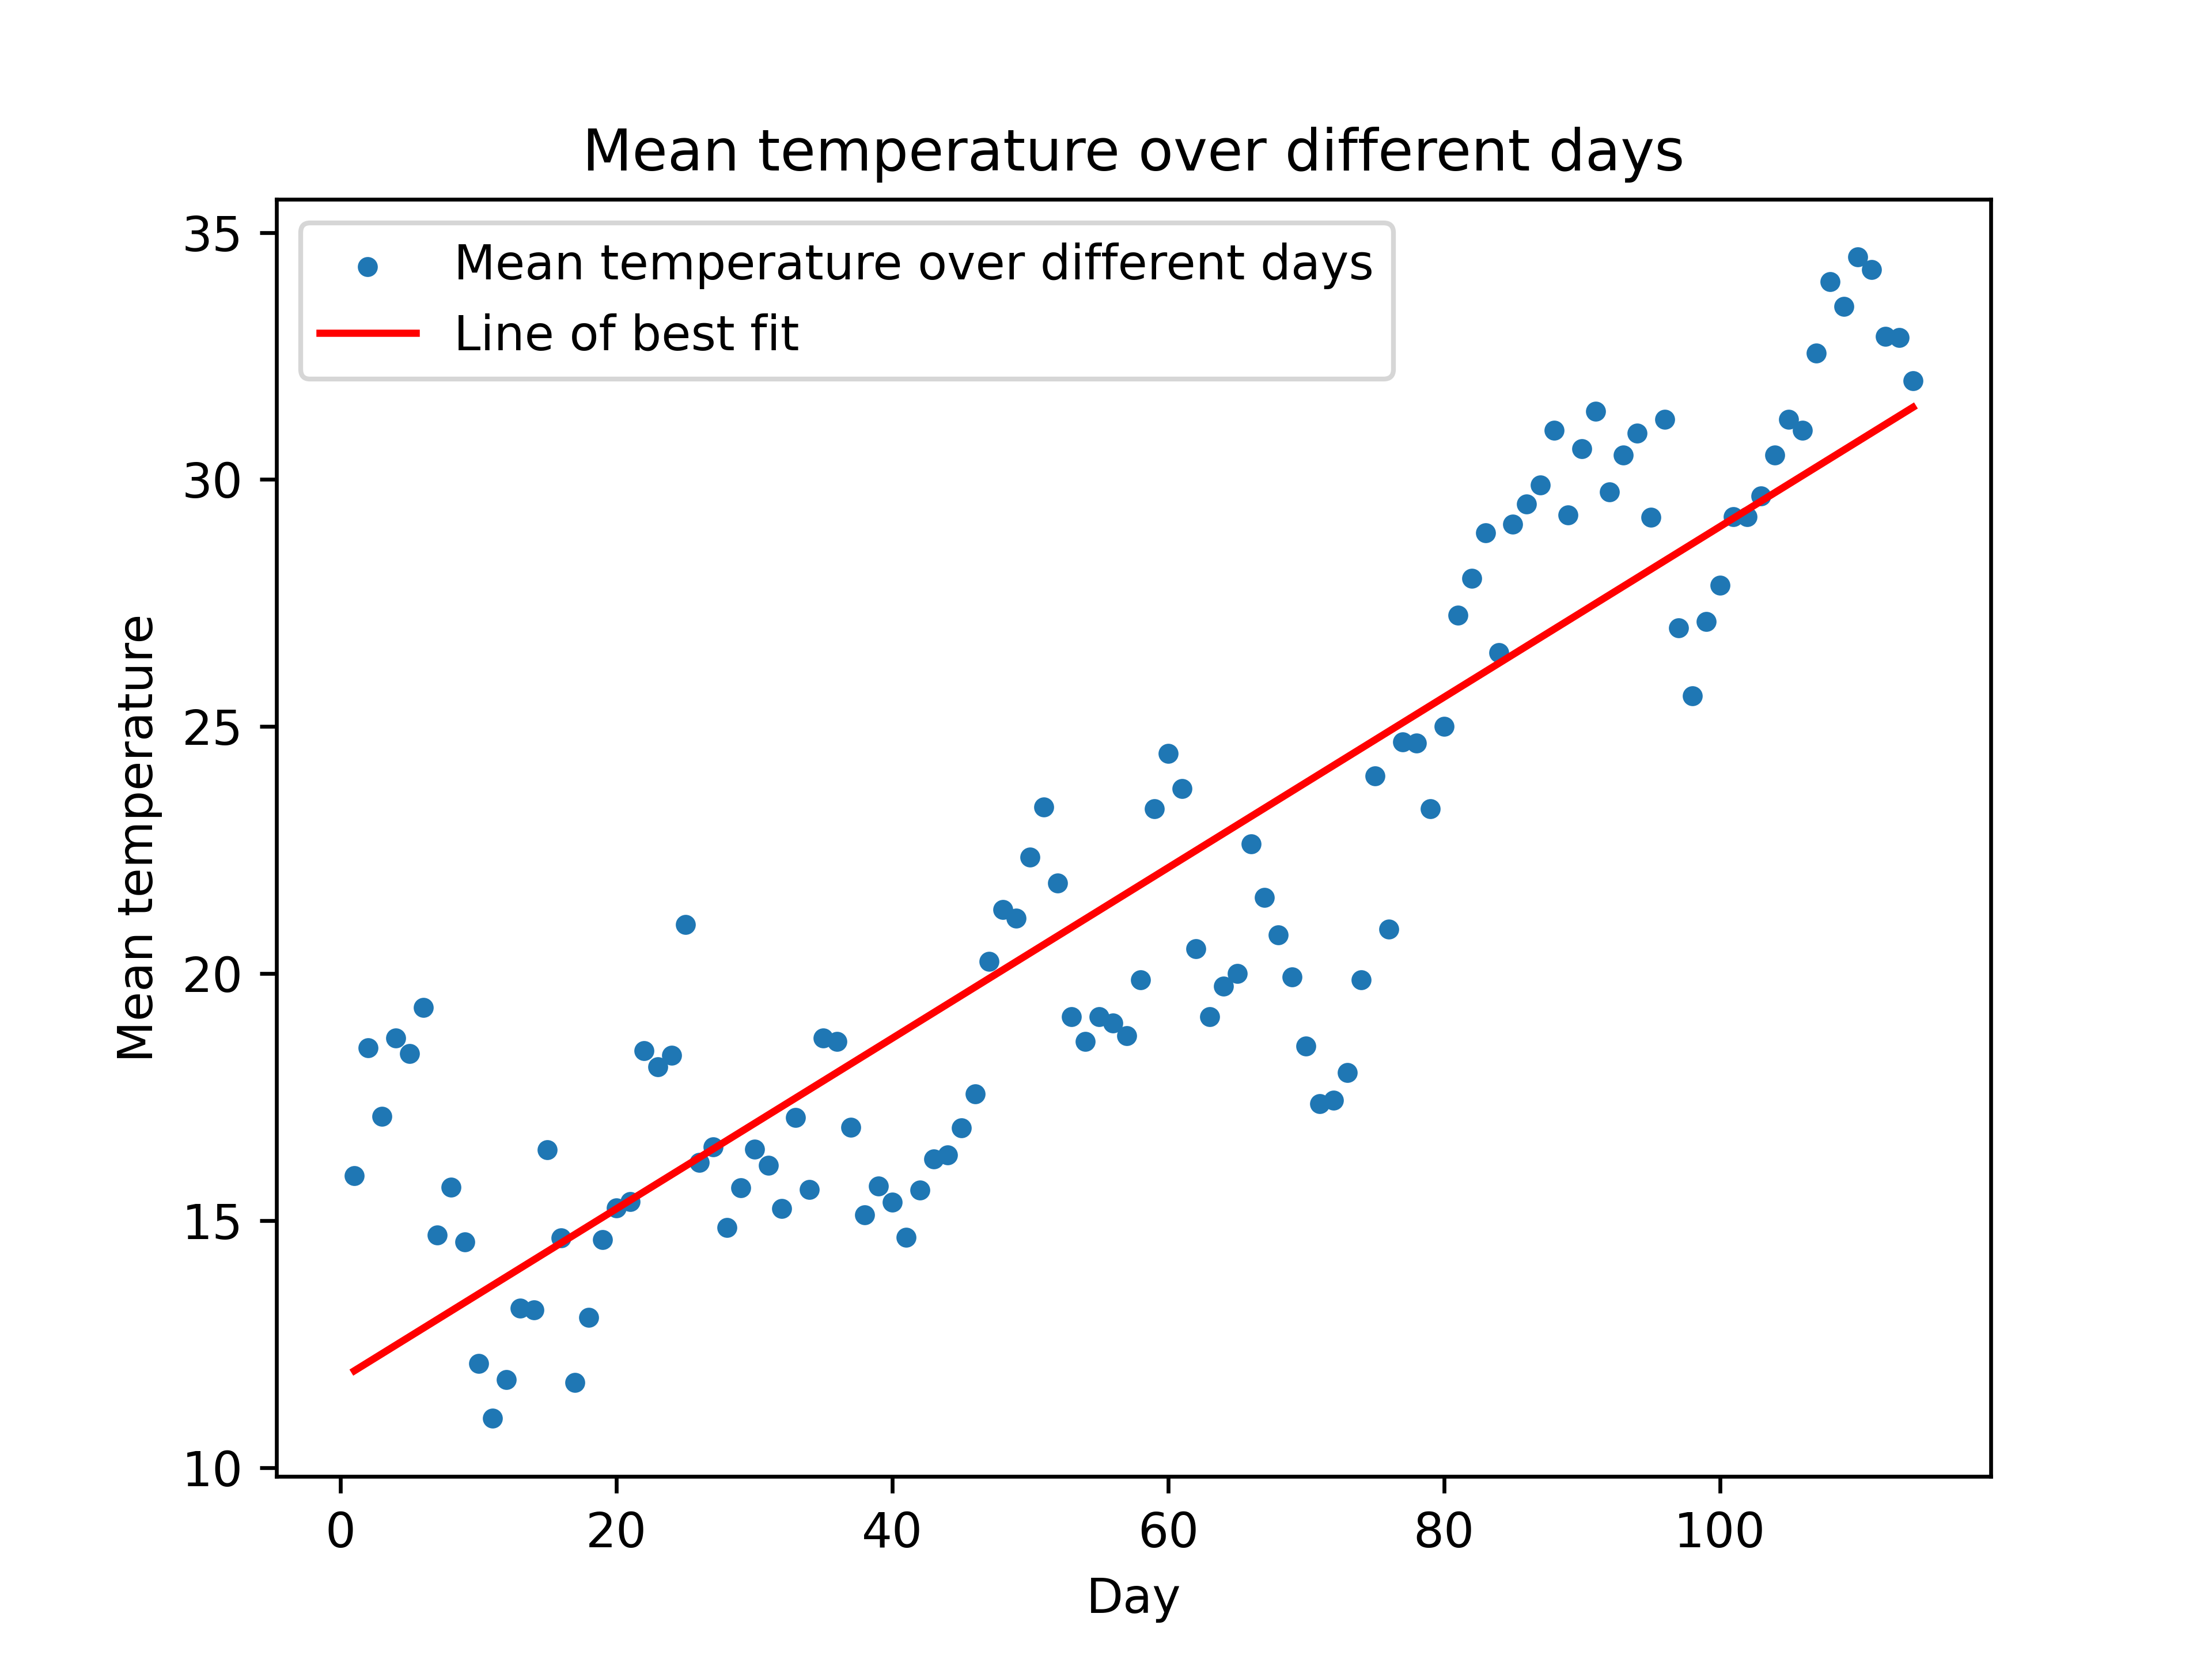 Mean temperature over different days
Mean temperature over different days
Line of best fit
35
30
25
20
15
10
Mean temperature
0 20 40 60 80 100
Day